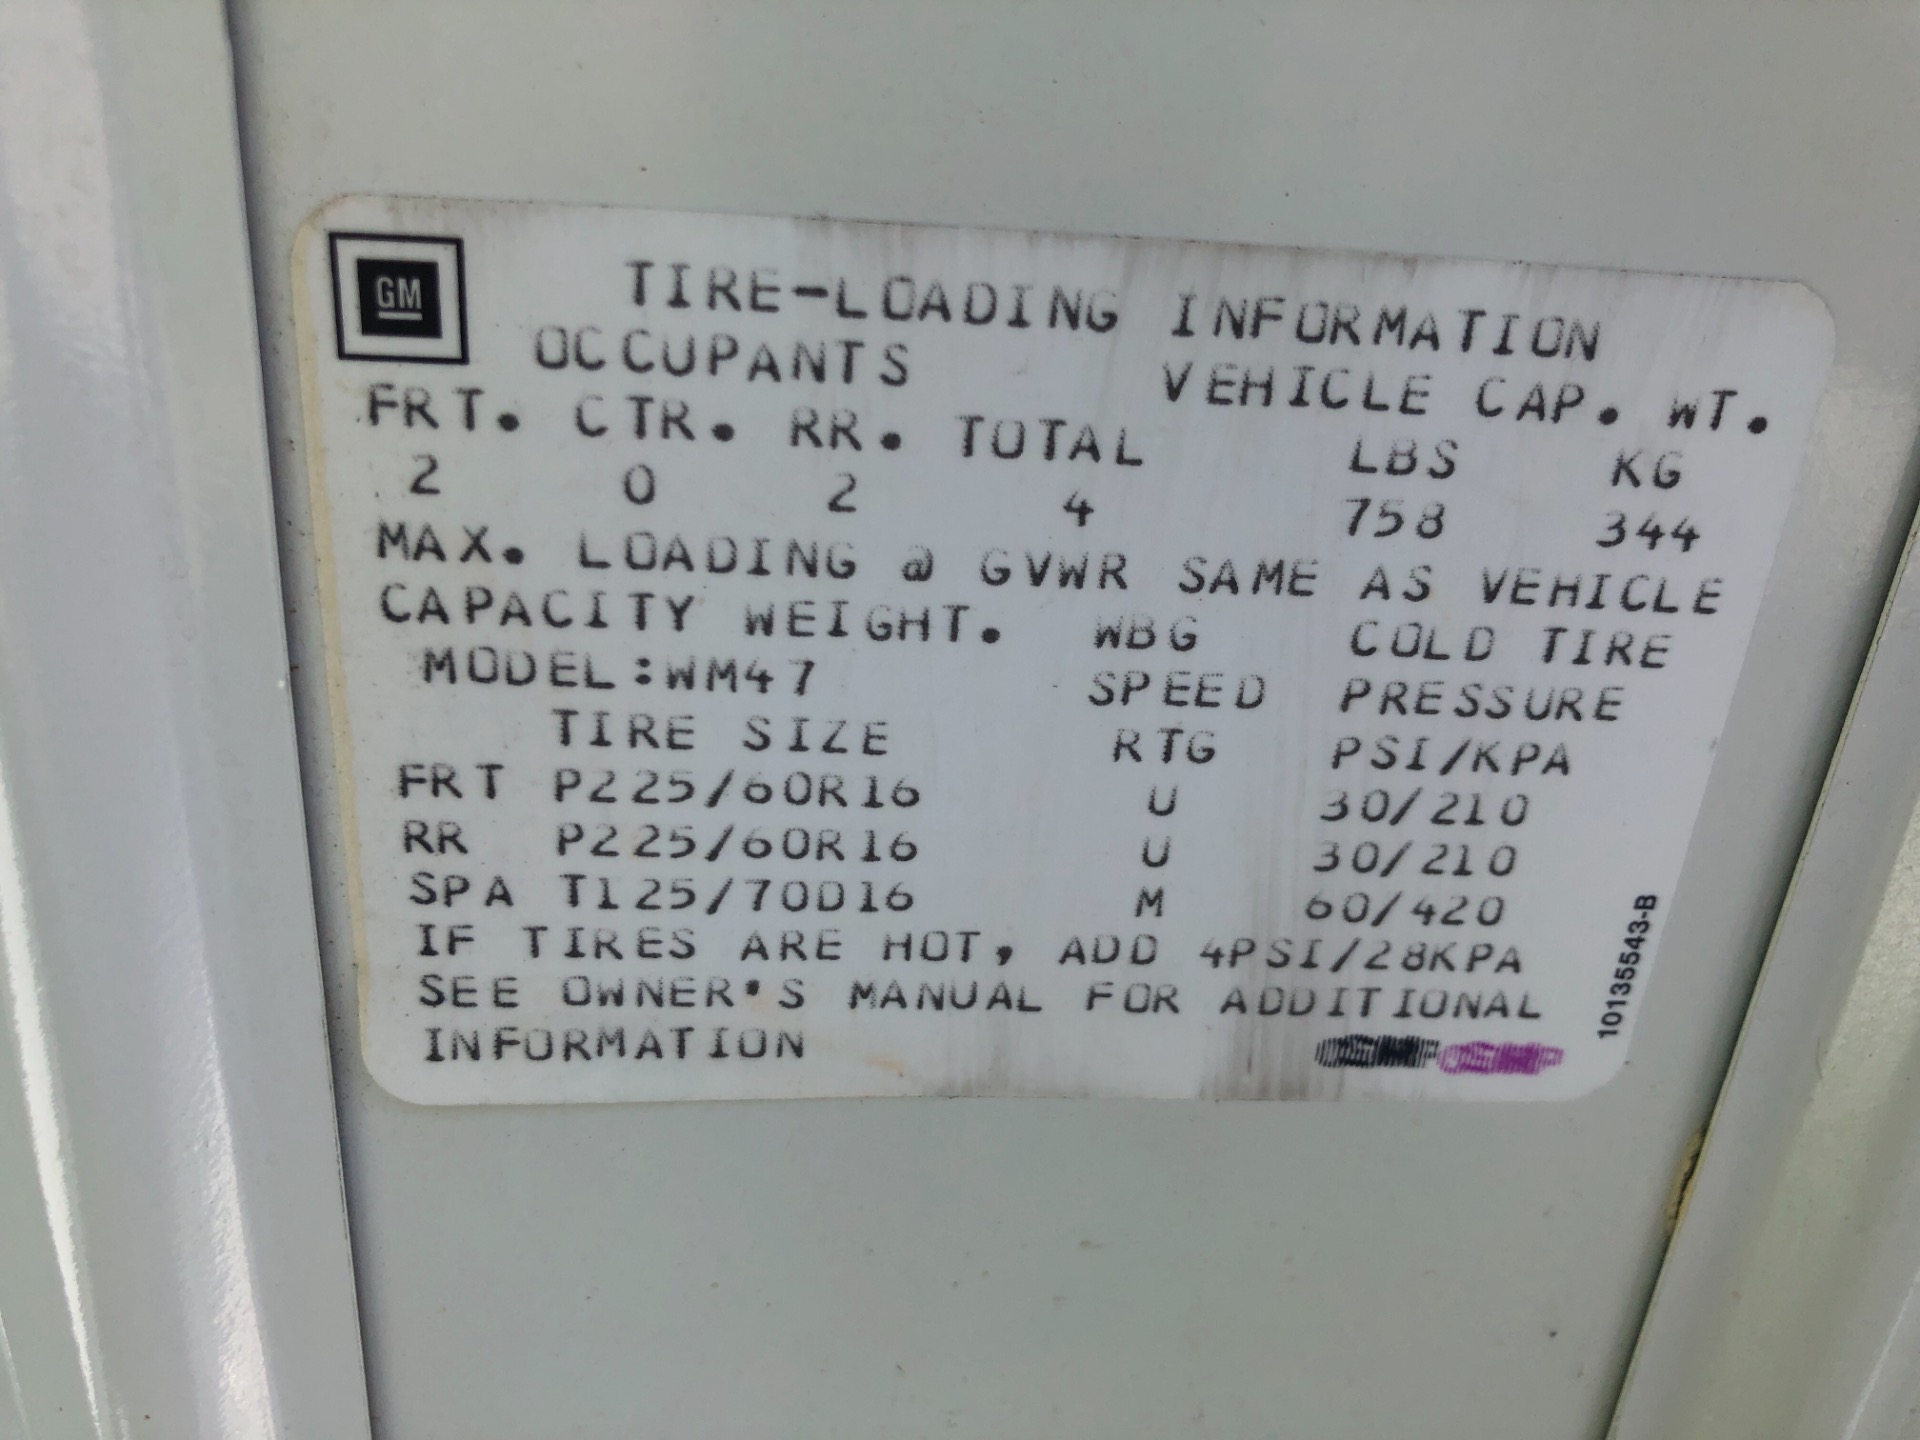 GM
TIRE-LOADING INFORMATION
OCCUPANTS VEHICLE CAP. WT.
FRT. CTR. RR. TOTAL LBS KG
2 0 2 4 758 344
MAX. LOADING @ GVWR SAME AS VEHICLE
CAPACITY WEIGHT. WBG COLD TIRE
MODEL:WM47 SPEED PRESSURE
TIRE SIZE RTG PSI/KPA
FRT P225/60R16 U 30/210
RR P225/60R16 U 30/210
SPA T125/70D16 M 60/420
IF TIRES ARE HOT, ADD 4PSI/28KPA
SEE OWNER'S MANUAL FOR ADDITIONAL
INFORMATION
10135543-B